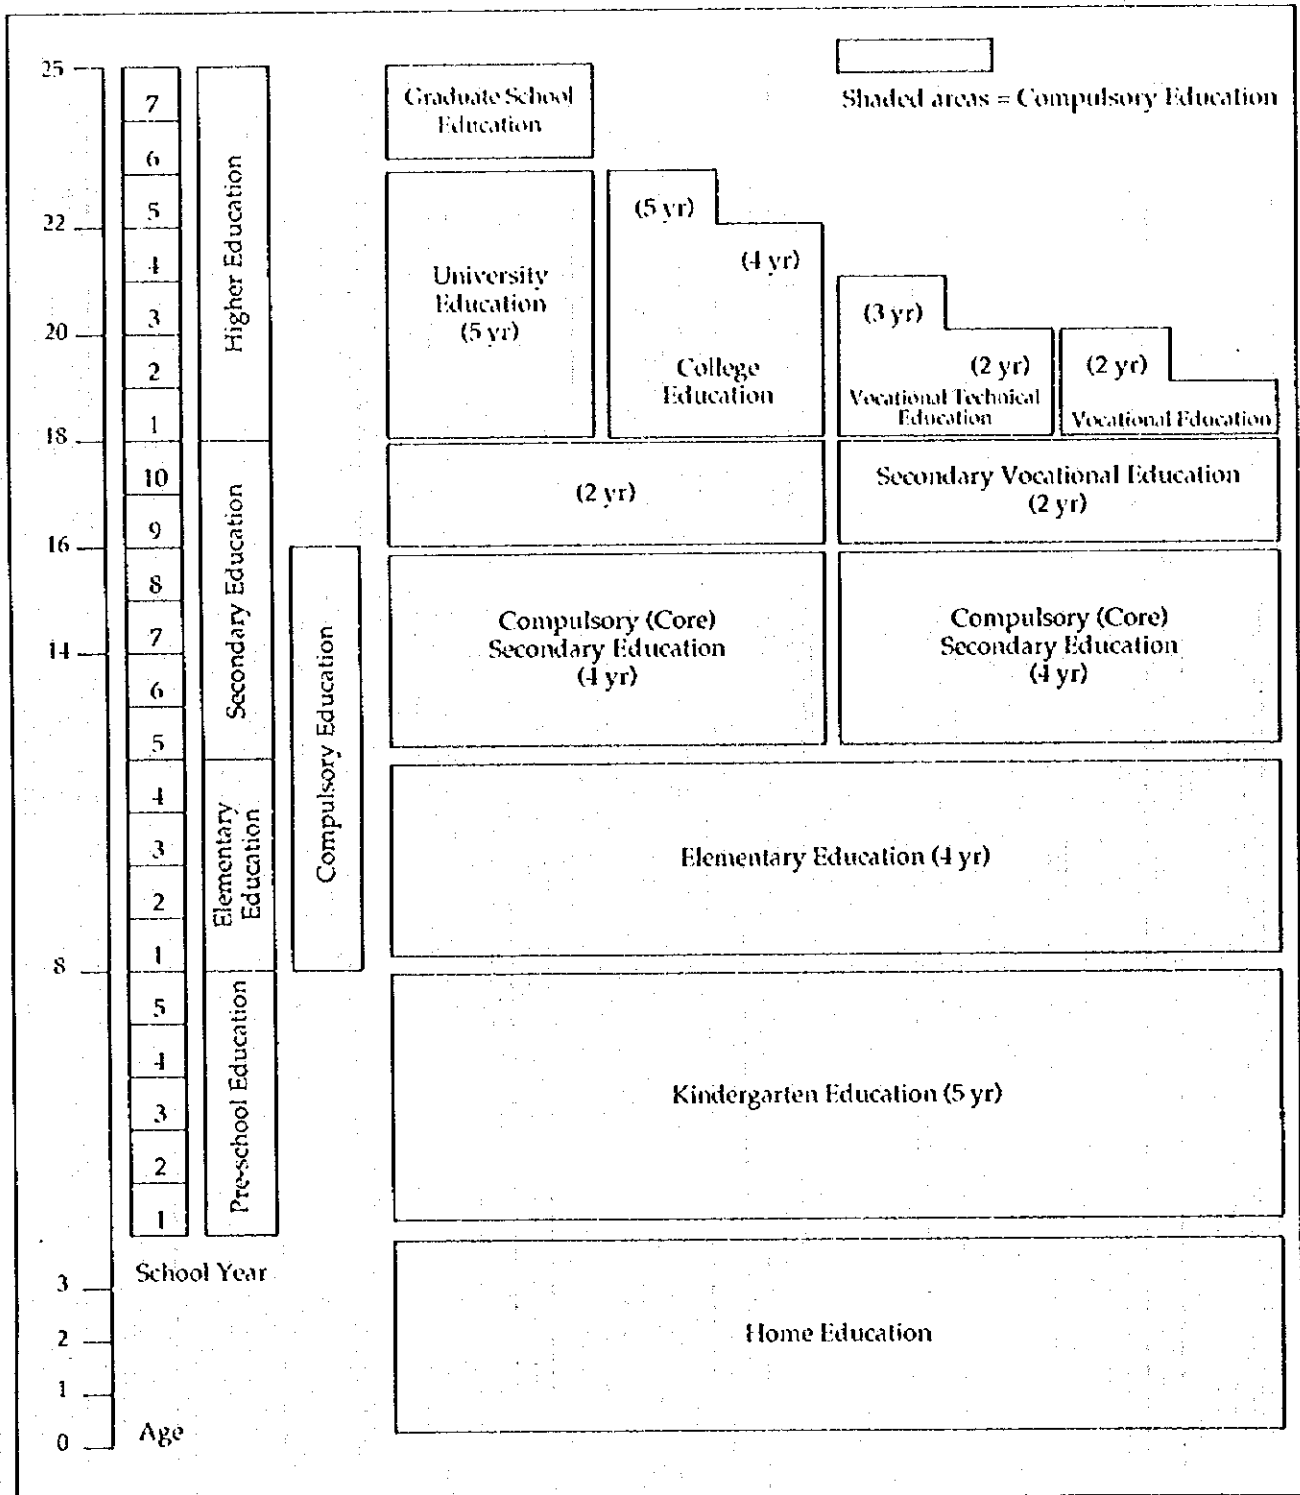 Shaded areas = Compulsory Education
25
22
20
18
16
14
8
3
2
1
0
Age
7
6
5
4
3
2
1
10
9
8
7
6
5
4
3
2
1
5
4
3
2
1
School Year
Higher Education
Secondary Education
Elementary
Education
Pre-school Education
Compulsory Education
Graduate School
Education
University
Education
(5 yr)
(5 yr)
(4 yr)
College
Education
(3 yr)
(2 yr)
Vocational Technical
Education
(2 yr)
Vocational Education
(2 yr)
Secondary Vocational Education
(2 yr)
Compulsory (Core)
Secondary Education
(4 yr)
Compulsory (Core)
Secondary Education
(4 yr)
Elementary Education (4 yr)
Kindergarten Education (5 yr)
Home Education